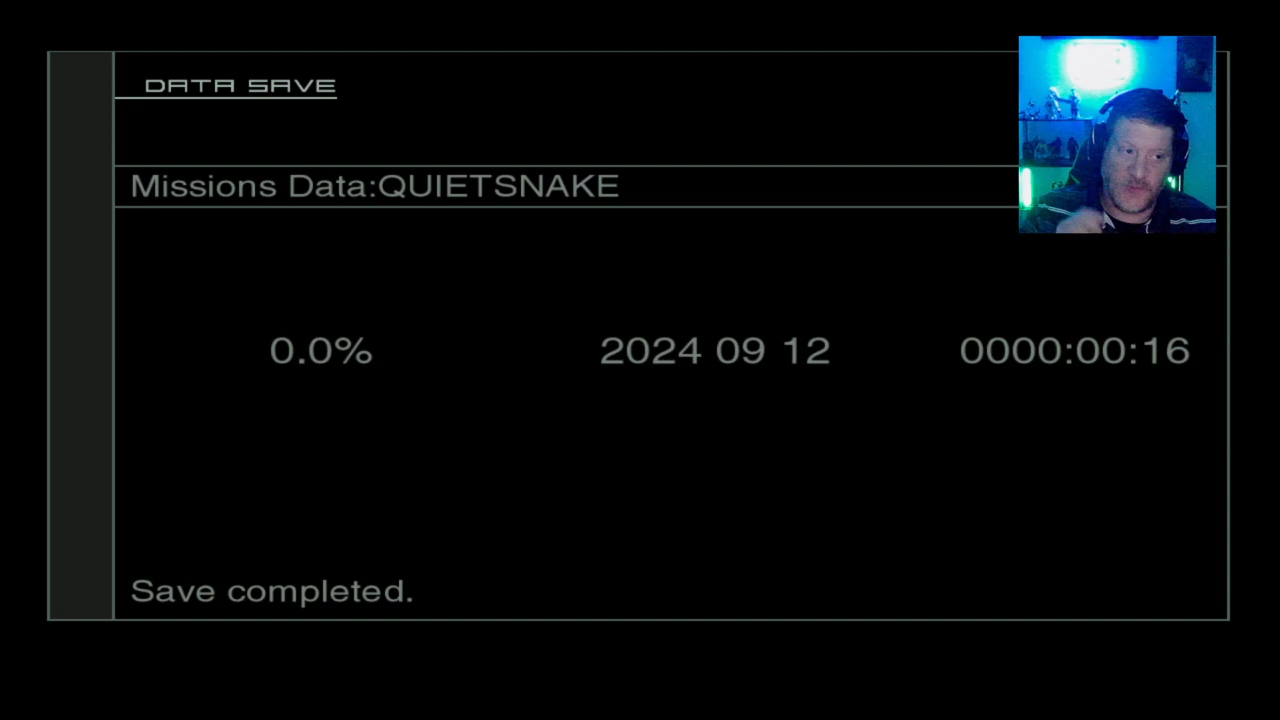 DATA SAVE
Missions Data:QUIETSNAKE
0.0% 2024 09 12 0000:00:16
Save completed.